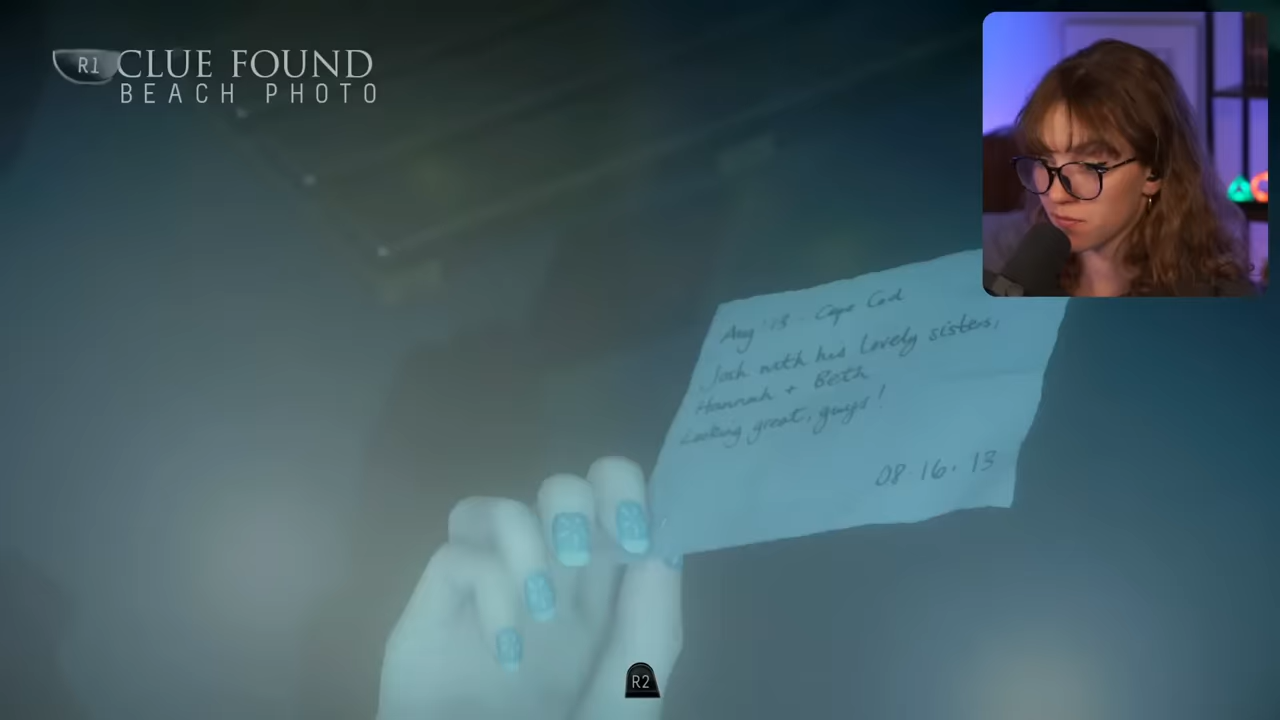 R1 CLUE FOUND
BEACH PHOTO
Aug '13 - Cape Cod
Josh with his lovely sisters,
Hannah + Beth
Looking great, guys!
08.16.13
R2